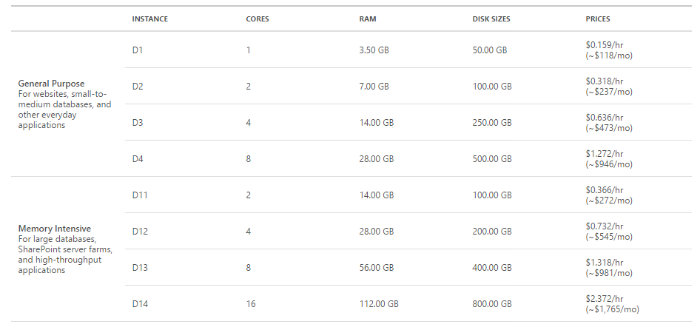 INSTANCE CORES RAM DISK SIZES PRICES
General Purpose
For websites, small-to-
medium databases, and
other everyday
applications
D1 1 3.50 GB 50.00 GB $0.159/hr
(~$118/mo)
D2 2 7.00 GB 100.00 GB $0.318/hr
(~$237/mo)
D3 4 14.00 GB 250.00 GB $0.636/hr
(~$473/mo)
D4 8 28.00 GB 500.00 GB $1.272/hr
(~$946/mo)
Memory Intensive
For large databases,
SharePoint server farms,
and high-throughput
applications
D11 2 14.00 GB 100.00 GB $0.366/hr
(~$272/mo)
D12 4 28.00 GB 200.00 GB $0.732/hr
(~$545/mo)
D13 8 56.00 GB 400.00 GB $1.318/hr
(~$981/mo)
D14 16 112.00 GB 800.00 GB $2.372/hr
(~$1,765/mo)